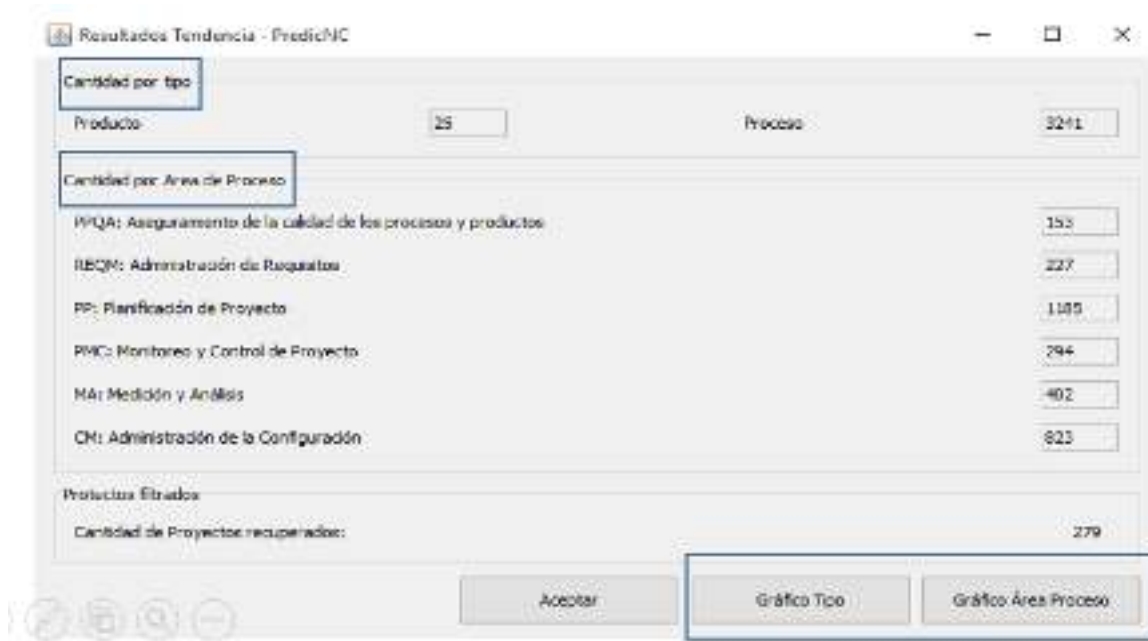 Resultados Tendencia - PredicNC
Cantidad por tipo
Producto 25 Proceso 3241
Cantidad por Area de Proceso
PPQA: Aseguramento de la calidad de los procesos y productos 153
REQM: Administración de Requisitos 227
PP: Planificación de Proyecto 1185
PMC: Monitoreo y Control de Proyecto 294
MA: Medición y Análisis 402
CM: Administración de la Configuración 823
filtrados
Cantidad de Proyectos recuperados: 279
Aceptar Gráfico Tipo Gráfico Área Proceso